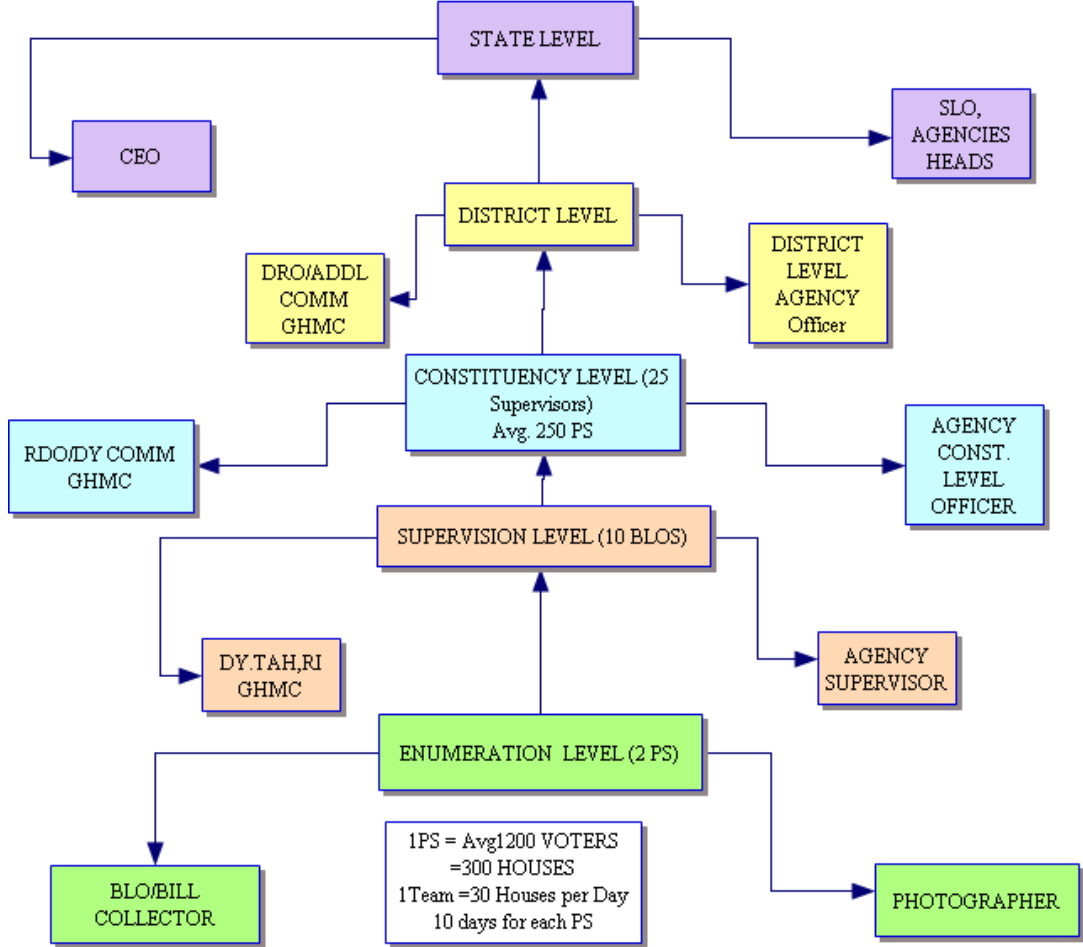 STATE LEVEL
CEO
SLO,
AGENCIES
HEADS
DISTRICT LEVEL
DRO/ADDL
COMM
GHMC
DISTRICT
LEVEL
AGENCY
Officer
CONSTITUENCY LEVEL (25
Supervisors)
Avg. 250 PS
RDO/DY COMM
GHMC
AGENCY
CONST.
LEVEL
OFFICER
SUPERVISION LEVEL (10 BLOS)
DY.TAH,RI
GHMC
AGENCY
SUPERVISOR
ENUMERATION LEVEL (2 PS)
1PS = Avg1200 VOTERS
=300 HOUSES
1Team =30 Houses per Day
10 days for each PS
BLO/BILL
COLLECTOR
PHOTOGRAPHER